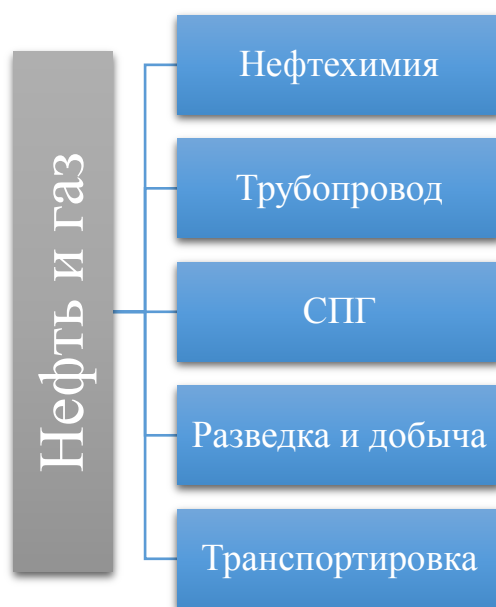 Нефть и газ
Нефтехимия
Трубопровод
СПГ
Разведка и добыча
Транспортировка